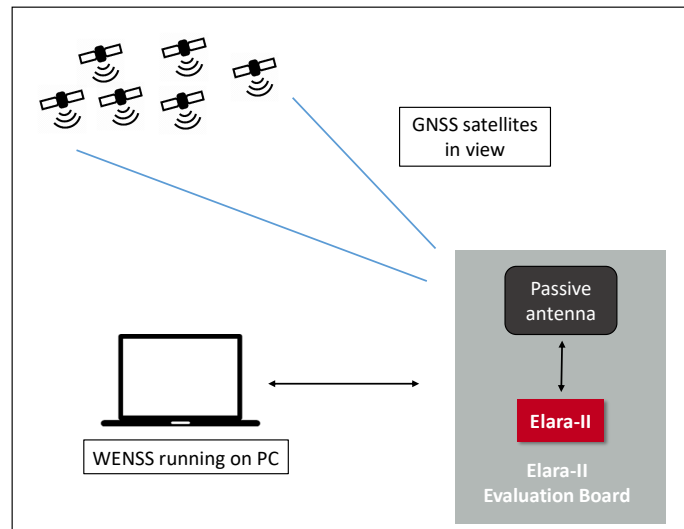 GNSS satellites
in view
Passive
antenna
Elara-II
WENSS running on PC
Elara-II
Evaluation Board